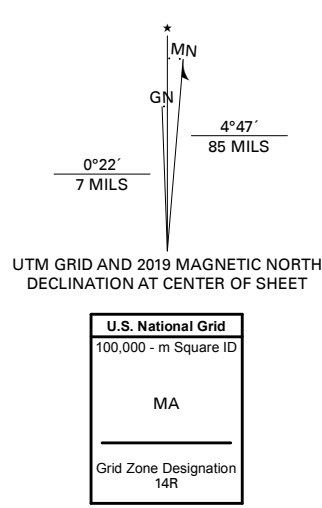 ★
MN
GN
4°47´
85 MILS
0°22´
7 MILS
UTM GRID AND 2019 MAGNETIC NORTH
DECLINATION AT CENTER OF SHEET
U.S. National Grid
100,000 - m Square ID
MA
Grid Zone Designation
14R